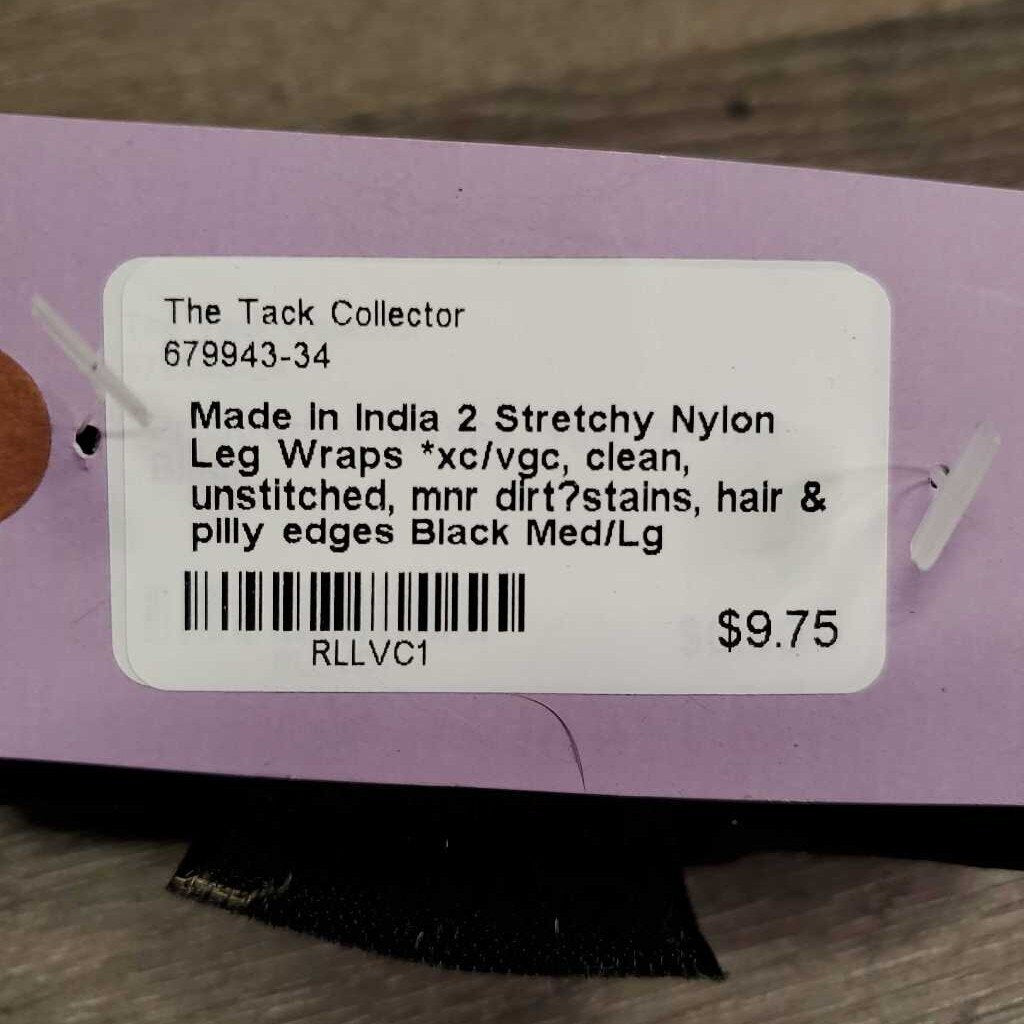 The Tack Collector
679943-34
Made In India 2 Stretchy Nylon
Leg Wraps *xc/vgc, clean,
unstitched, mnr dirt?stains, hair &
pilly edges Black Med/Lg
RLLVC1
$9.75